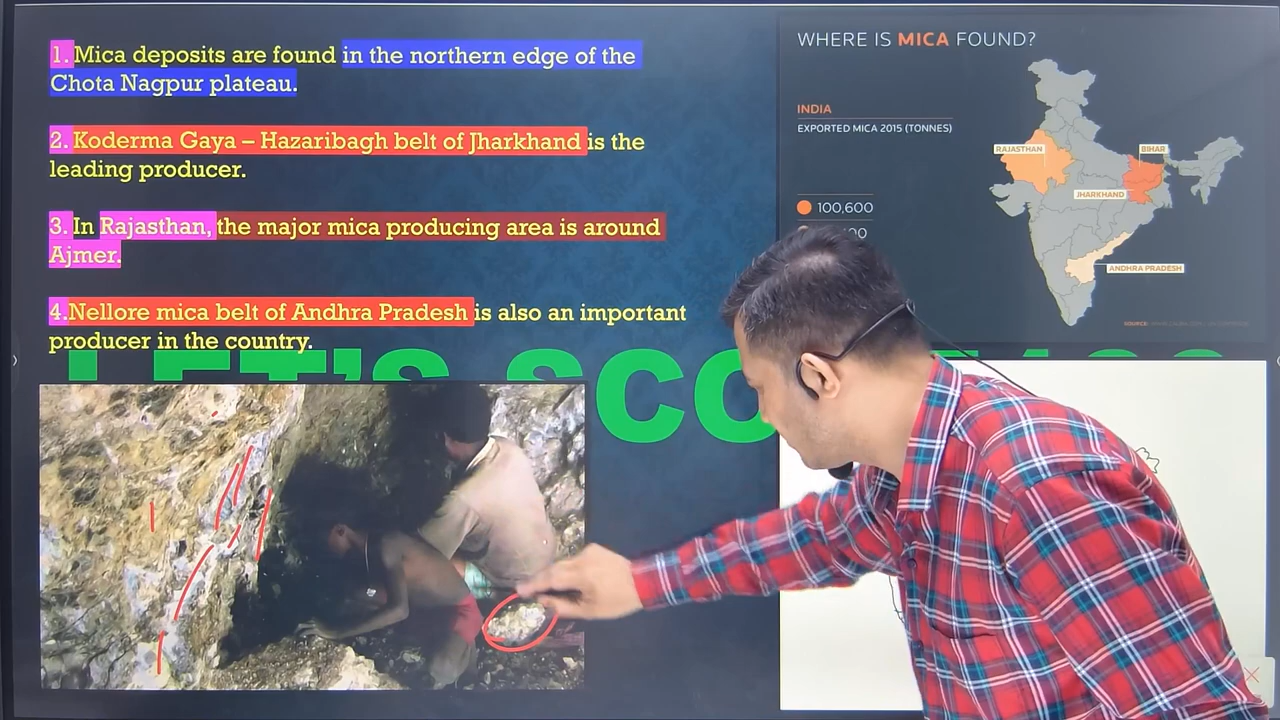 1. Mica deposits are found in the northern edge of the
Chota Nagpur plateau.
2. Koderma Gaya – Hazaribagh belt of Jharkhand is the
leading producer.
3. In Rajasthan, the major mica producing area is around
Ajmer.
4.Nellore mica belt of Andhra Pradesh is also an important
producer in the country.
LET'S
WHERE IS MICA FOUND?
INDIA
EXPORTED MICA 2015 (TONNES)
100,600
RAJASTHAN
BIHAR
JHARKHAND
ANDHRA PRADESH
SOURCE: